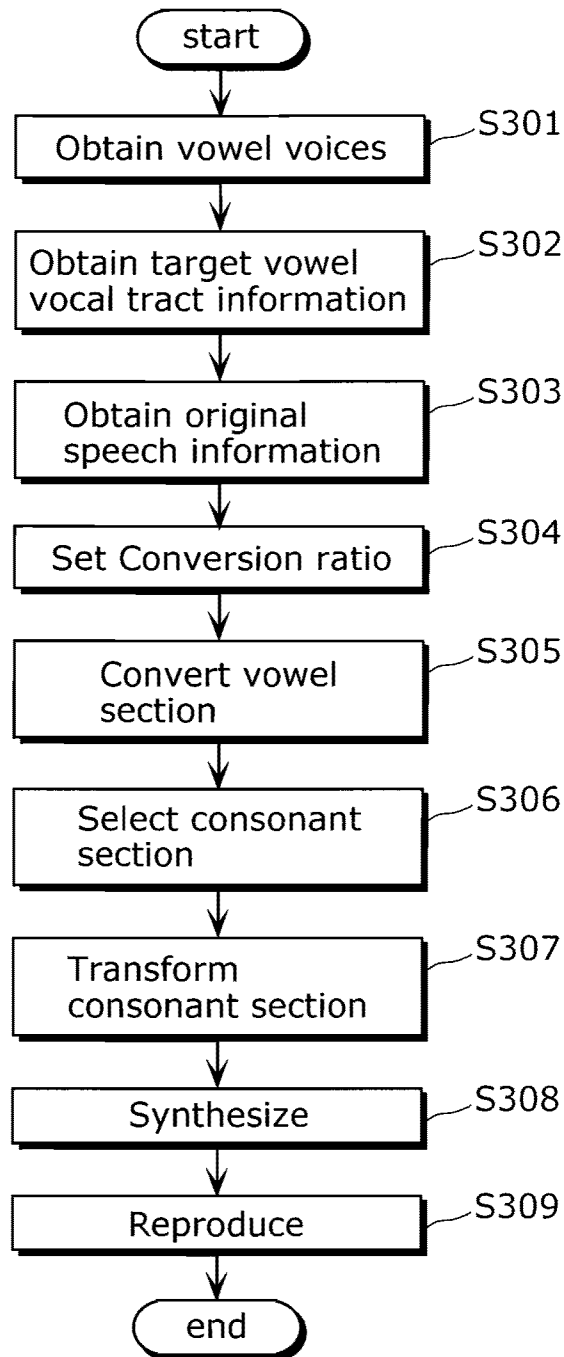 start
Obtain vowel voices
S301
Obtain target vowel
vocal tract information
S302
Obtain original
speech information
S303
Set Conversion ratio
S304
Convert vowel
section
S305
Select consonant
section
S306
Transform
consonant section
S307
Synthesize
S308
Reproduce
S309
end